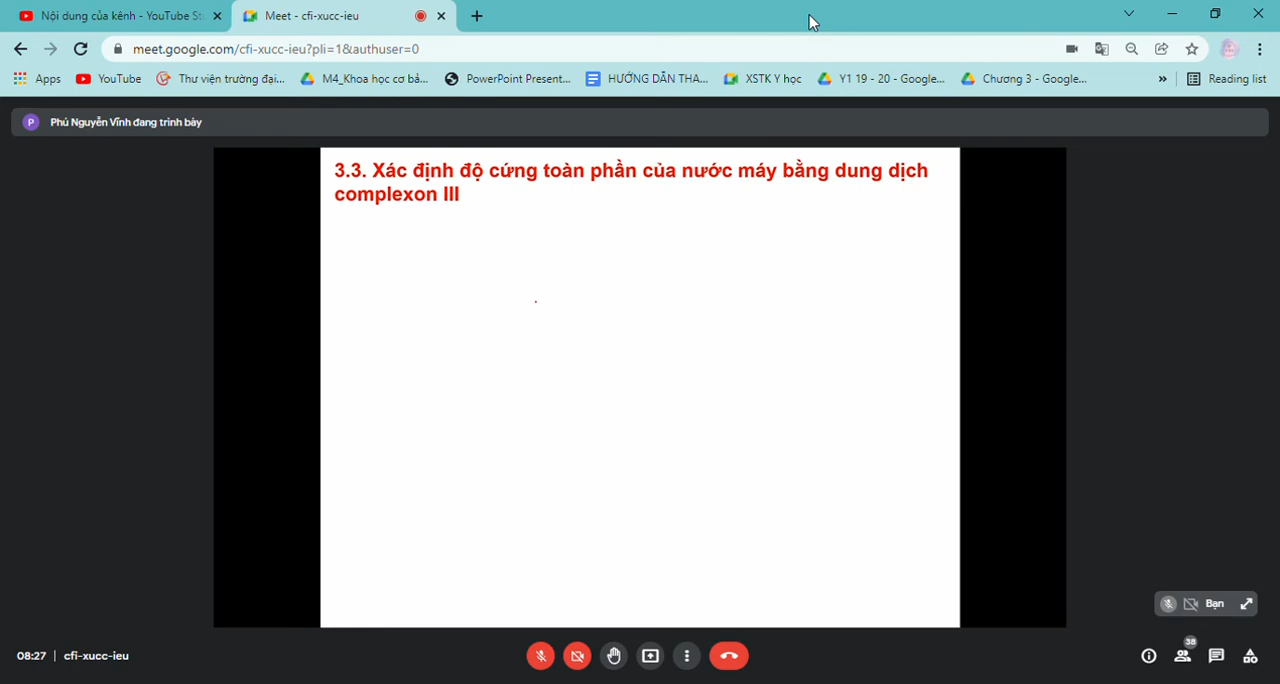 Nội dung của kênh - YouTube St
Meet - cfi-xucc-ieu
meet.google.com/cfi-xucc-ieu?pli=1&authuser=0
Apps
YouTube
Thư viện trường đại...
M4_Khoa học cơ bả...
PowerPoint Present...
HƯỚNG DẪN THA...
XSTK Y học
Y1 19 - 20 - Google...
Chương 3 - Google...
»
Reading list
P
Phú Nguyễn Vĩnh đang trình bày
3.3. Xác định độ cứng toàn phần của nước máy bằng dung dịch
complexon III
Bạn
08:27 | cfi-xucc-ieu
38